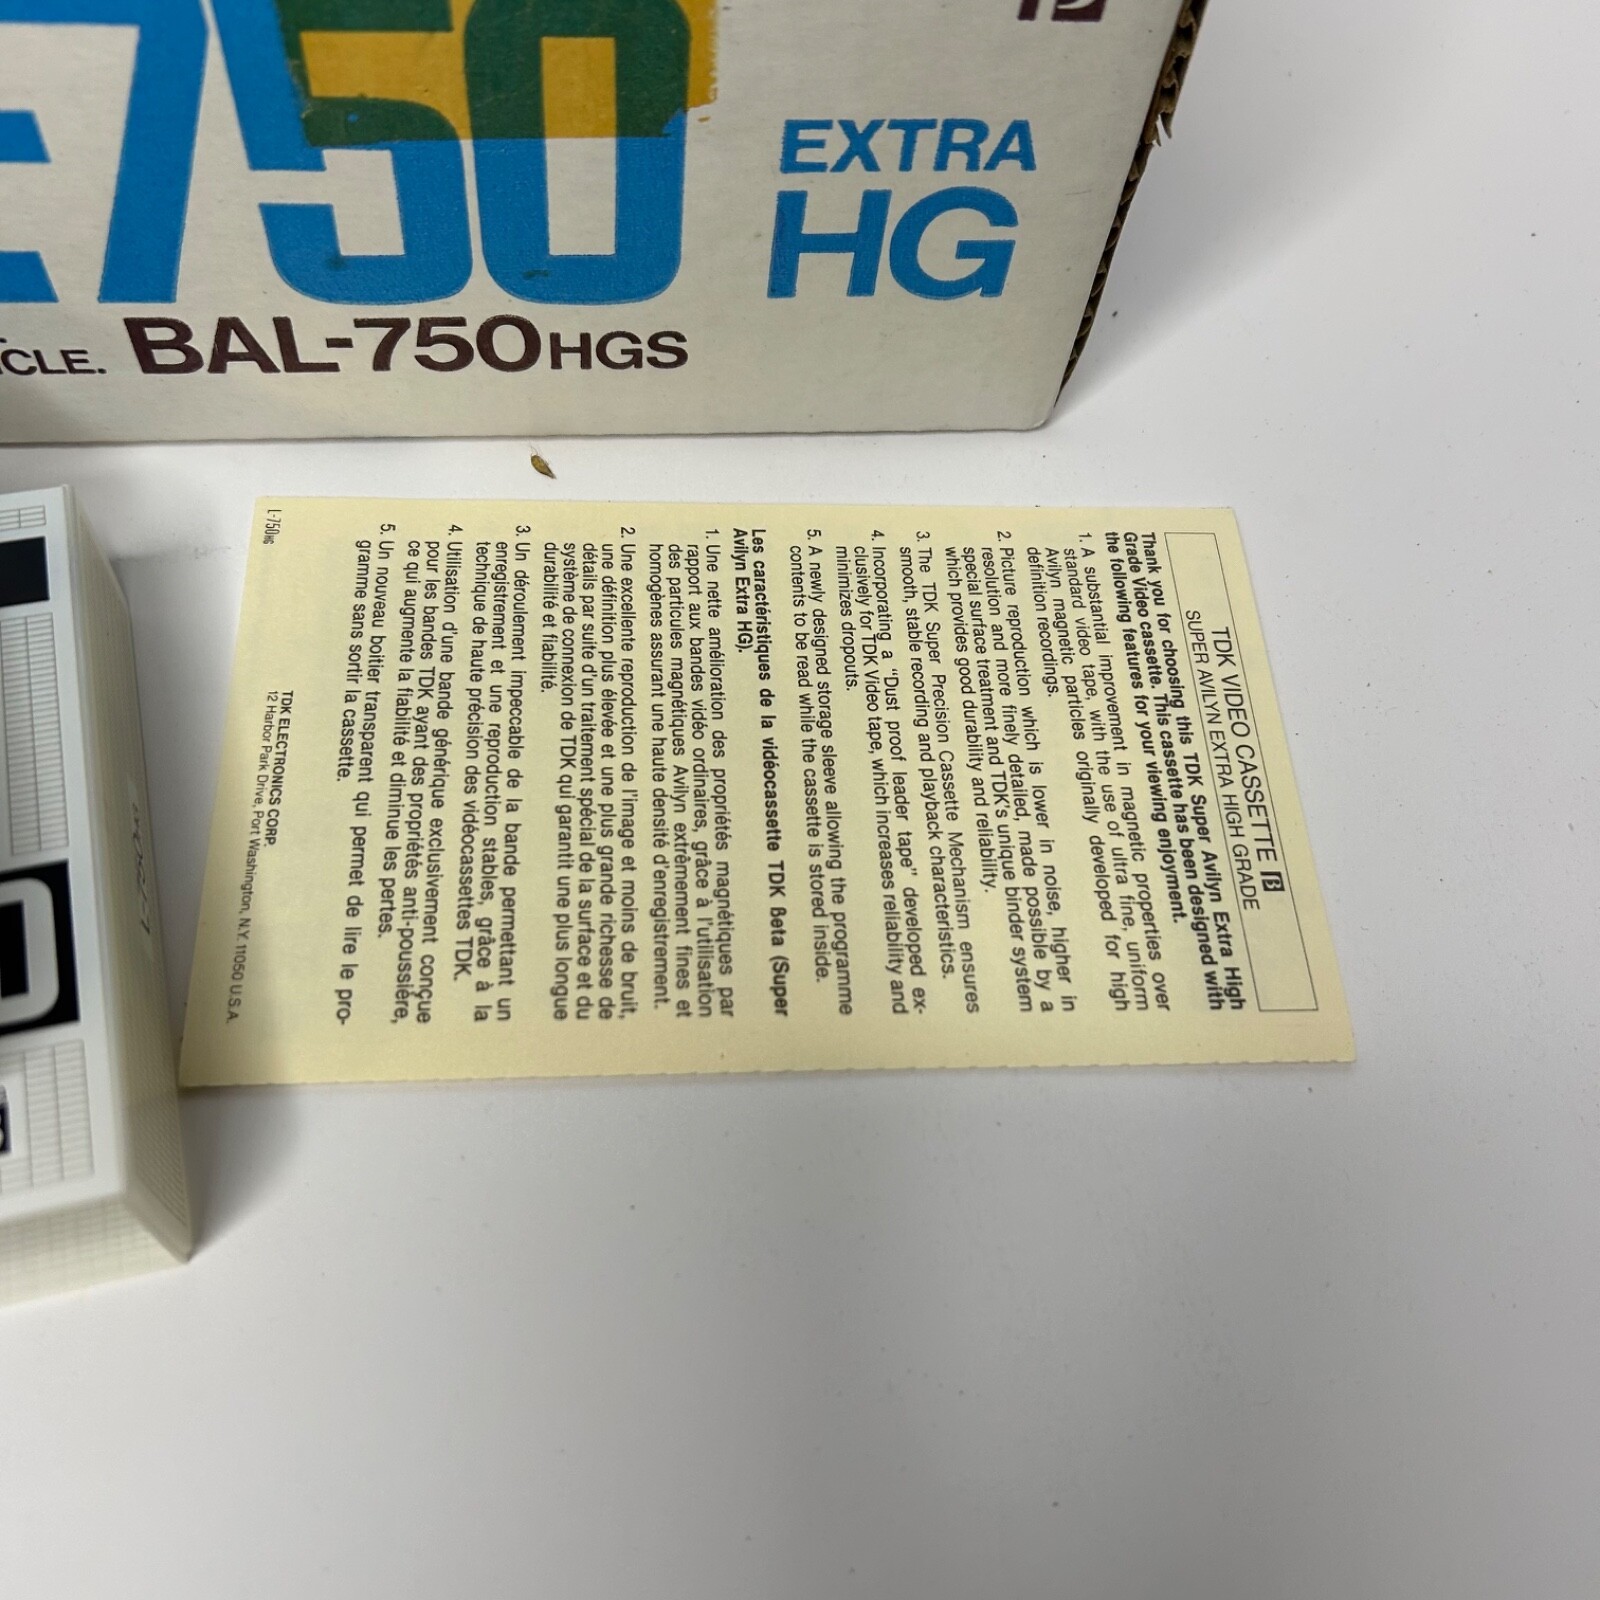 750
EXTRA
HG
CLE. BAL-750HGS
TDK VIDEO CASSETTE
SUPER AVILYN EXTRA HIGH GRADE
Thank you for choosing this TDK Super Avilyn Extra High
Grade Video cassette. This cassette has been designed with
the following features for your viewing enjoyment.
1. A substantial improvement in magnetic properties over
standard video tape, with the use of ultra fine, uniform
Avilyn magnetic particles originally developed for high
definition recordings.
2. Picture reproduction which is lower in noise, higher in
resolution and more finely detailed, made possible by a
special surface treatment and TDK's unique binder system
which provides good durability and reliability.
3. The TDK Super Precision Cassette Mechanism ensures
smooth, stable recording and playback characteristics.
4. Incorporating a "Dust proof leader tape" developed ex-
clusively for TDK Video tape, which increases reliability and
minimizes dropouts.
5. A newly designed storage sleeve allowing the programme
contents to be read while the cassette is stored inside.
Les caractéristiques de la vidéocassette TDK Beta (Super
Avilyn Extra HG).
1. Une nette amélioration des propriétés magnétiques par
rapport aux bandes vidéo ordinaires, grâce à l'utilisation
des particules magnétiques Avilyn extrêmement fines et
homogènes assurant une haute densité d'enregistrement.
2. Une excellente reproduction de l'image et moins de bruit,
une définition plus élevée et une plus grande richesse de
détails par suite d'un traitement spécial de la surface et du
système de connexion de TDK qui garantit une plus longue
durabilité et fiabilité.
3. Un déroulement impeccable de la bande permettant un
enregistrement et une reproduction stables, grâce à la
technique de haute précision des vidéocassettes TDK.
4. Utilisation d'une bande générique exclusivement conçue
pour les bandes TDK ayant des propriétés anti-poussière,
ce qui augmente la fiabilité et diminue les pertes.
5. Un nouveau boitier transparent qui permet de lire le pro-
gramme sans sortir la cassette.
TDK ELECTRONICS CORP.
12 Harbor Park Drive, Port Washington, N.Y. 11050 U.S.A.
L-750HG